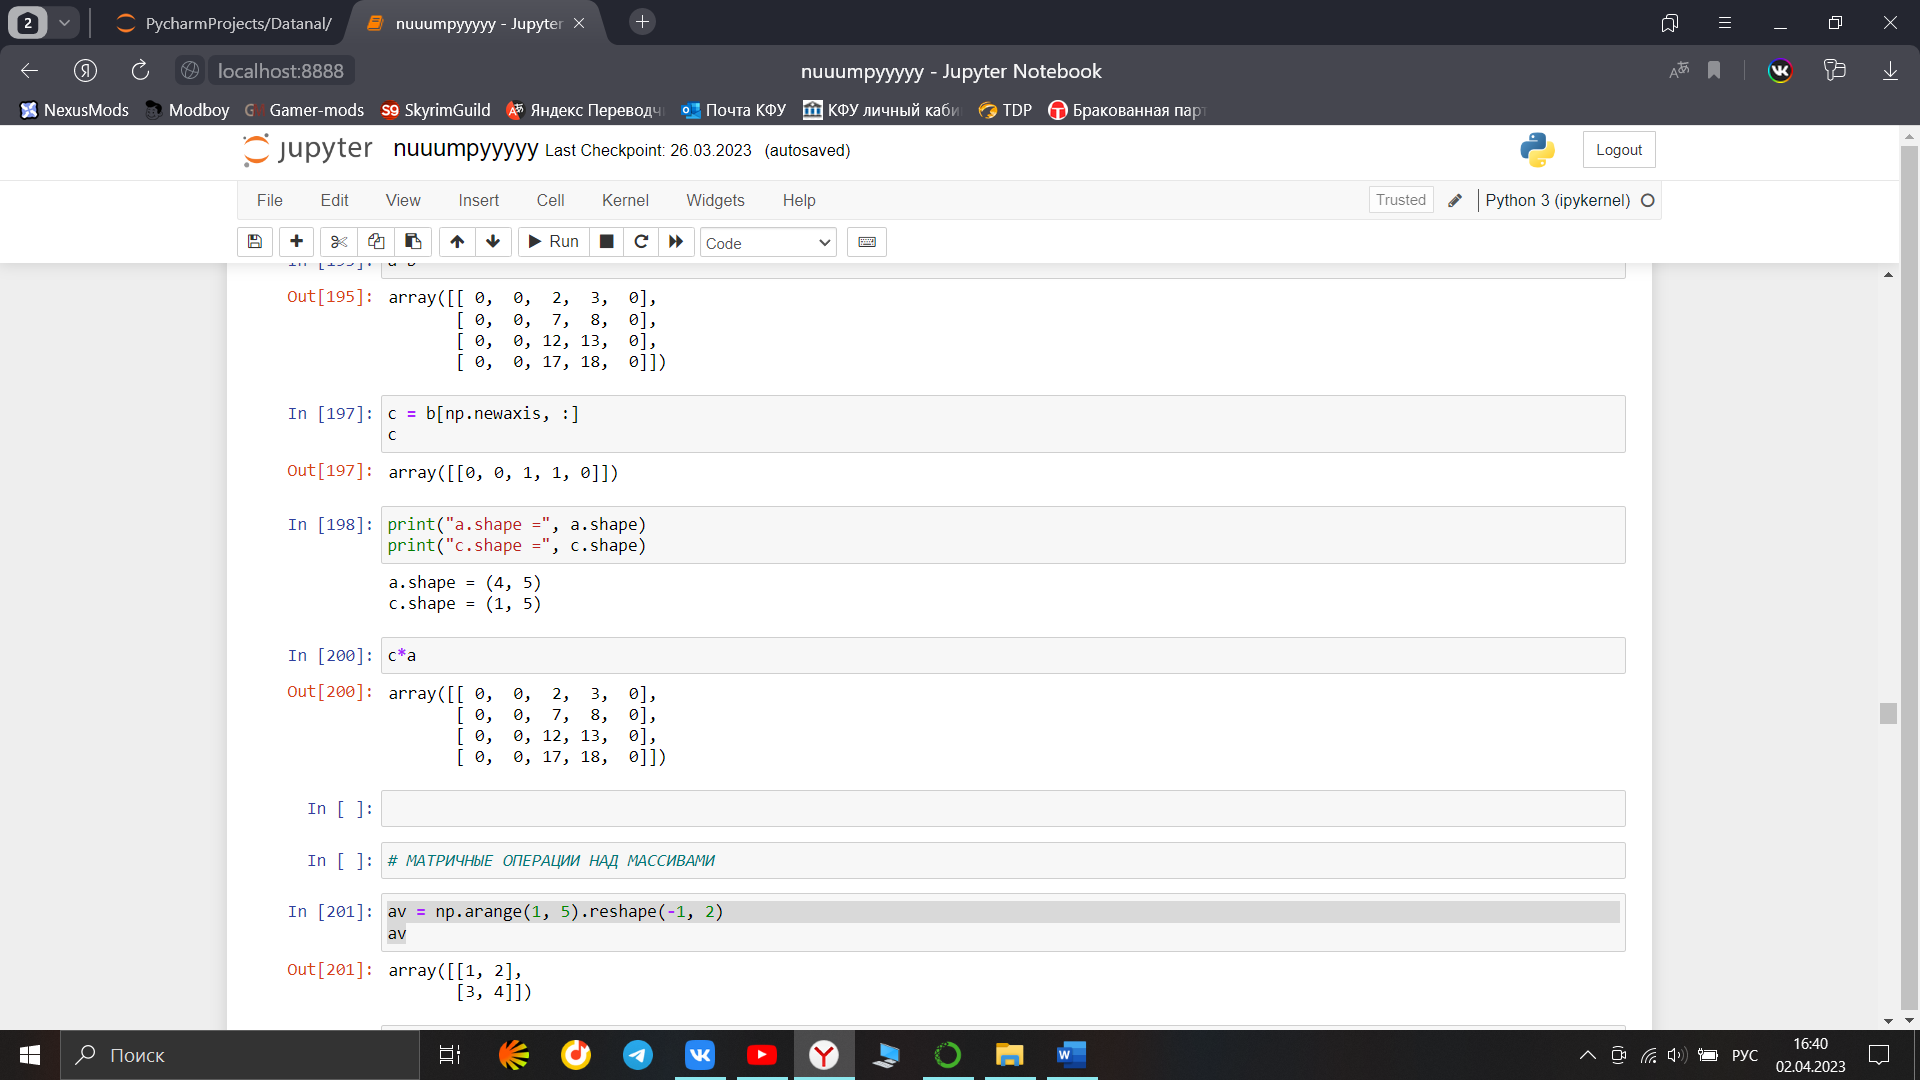 2
PycharmProjects/Datanal/
nuuumpyyyyy - Jupyter
localhost:8888
nuuumpyyyyy - Jupyter Notebook
NexusMods Modboy Gamer-mods SkyrimGuild Яндекс Переводч Почта КФУ КФУ личный каби TDP Бракованная пар
jupyter nuuumpyyyyy Last Checkpoint: 26.03.2023 (autosaved)
Logout
File Edit View Insert Cell Kernel Widgets Help
Trusted Python 3 (ipykernel)
Run Code
Out[195]: array([[ 0, 0, 2, 3, 0],
[ 0, 0, 7, 8, 0],
[ 0, 0, 12, 13, 0],
[ 0, 0, 17, 18, 0]])
In [197]: c = b[np.newaxis, :]
c
Out[197]: array([[0, 0, 1, 1, 0]])
In [198]: print("a.shape =", a.shape)
print("c.shape =", c.shape)
a.shape = (4, 5)
c.shape = (1, 5)
In [200]: c*a
Out[200]: array([[ 0, 0, 2, 3, 0],
[ 0, 0, 7, 8, 0],
[ 0, 0, 12, 13, 0],
[ 0, 0, 17, 18, 0]])
In [ ]:
In [ ]: # МАТРИЧНЫЕ ОПЕРАЦИИ НАД МАССИВАМИ
In [201]: av = np.arange(1, 5).reshape(-1, 2)
av
Out[201]: array([[1, 2],
[3, 4]])
Поиск
РУС
16:40
02.04.2023